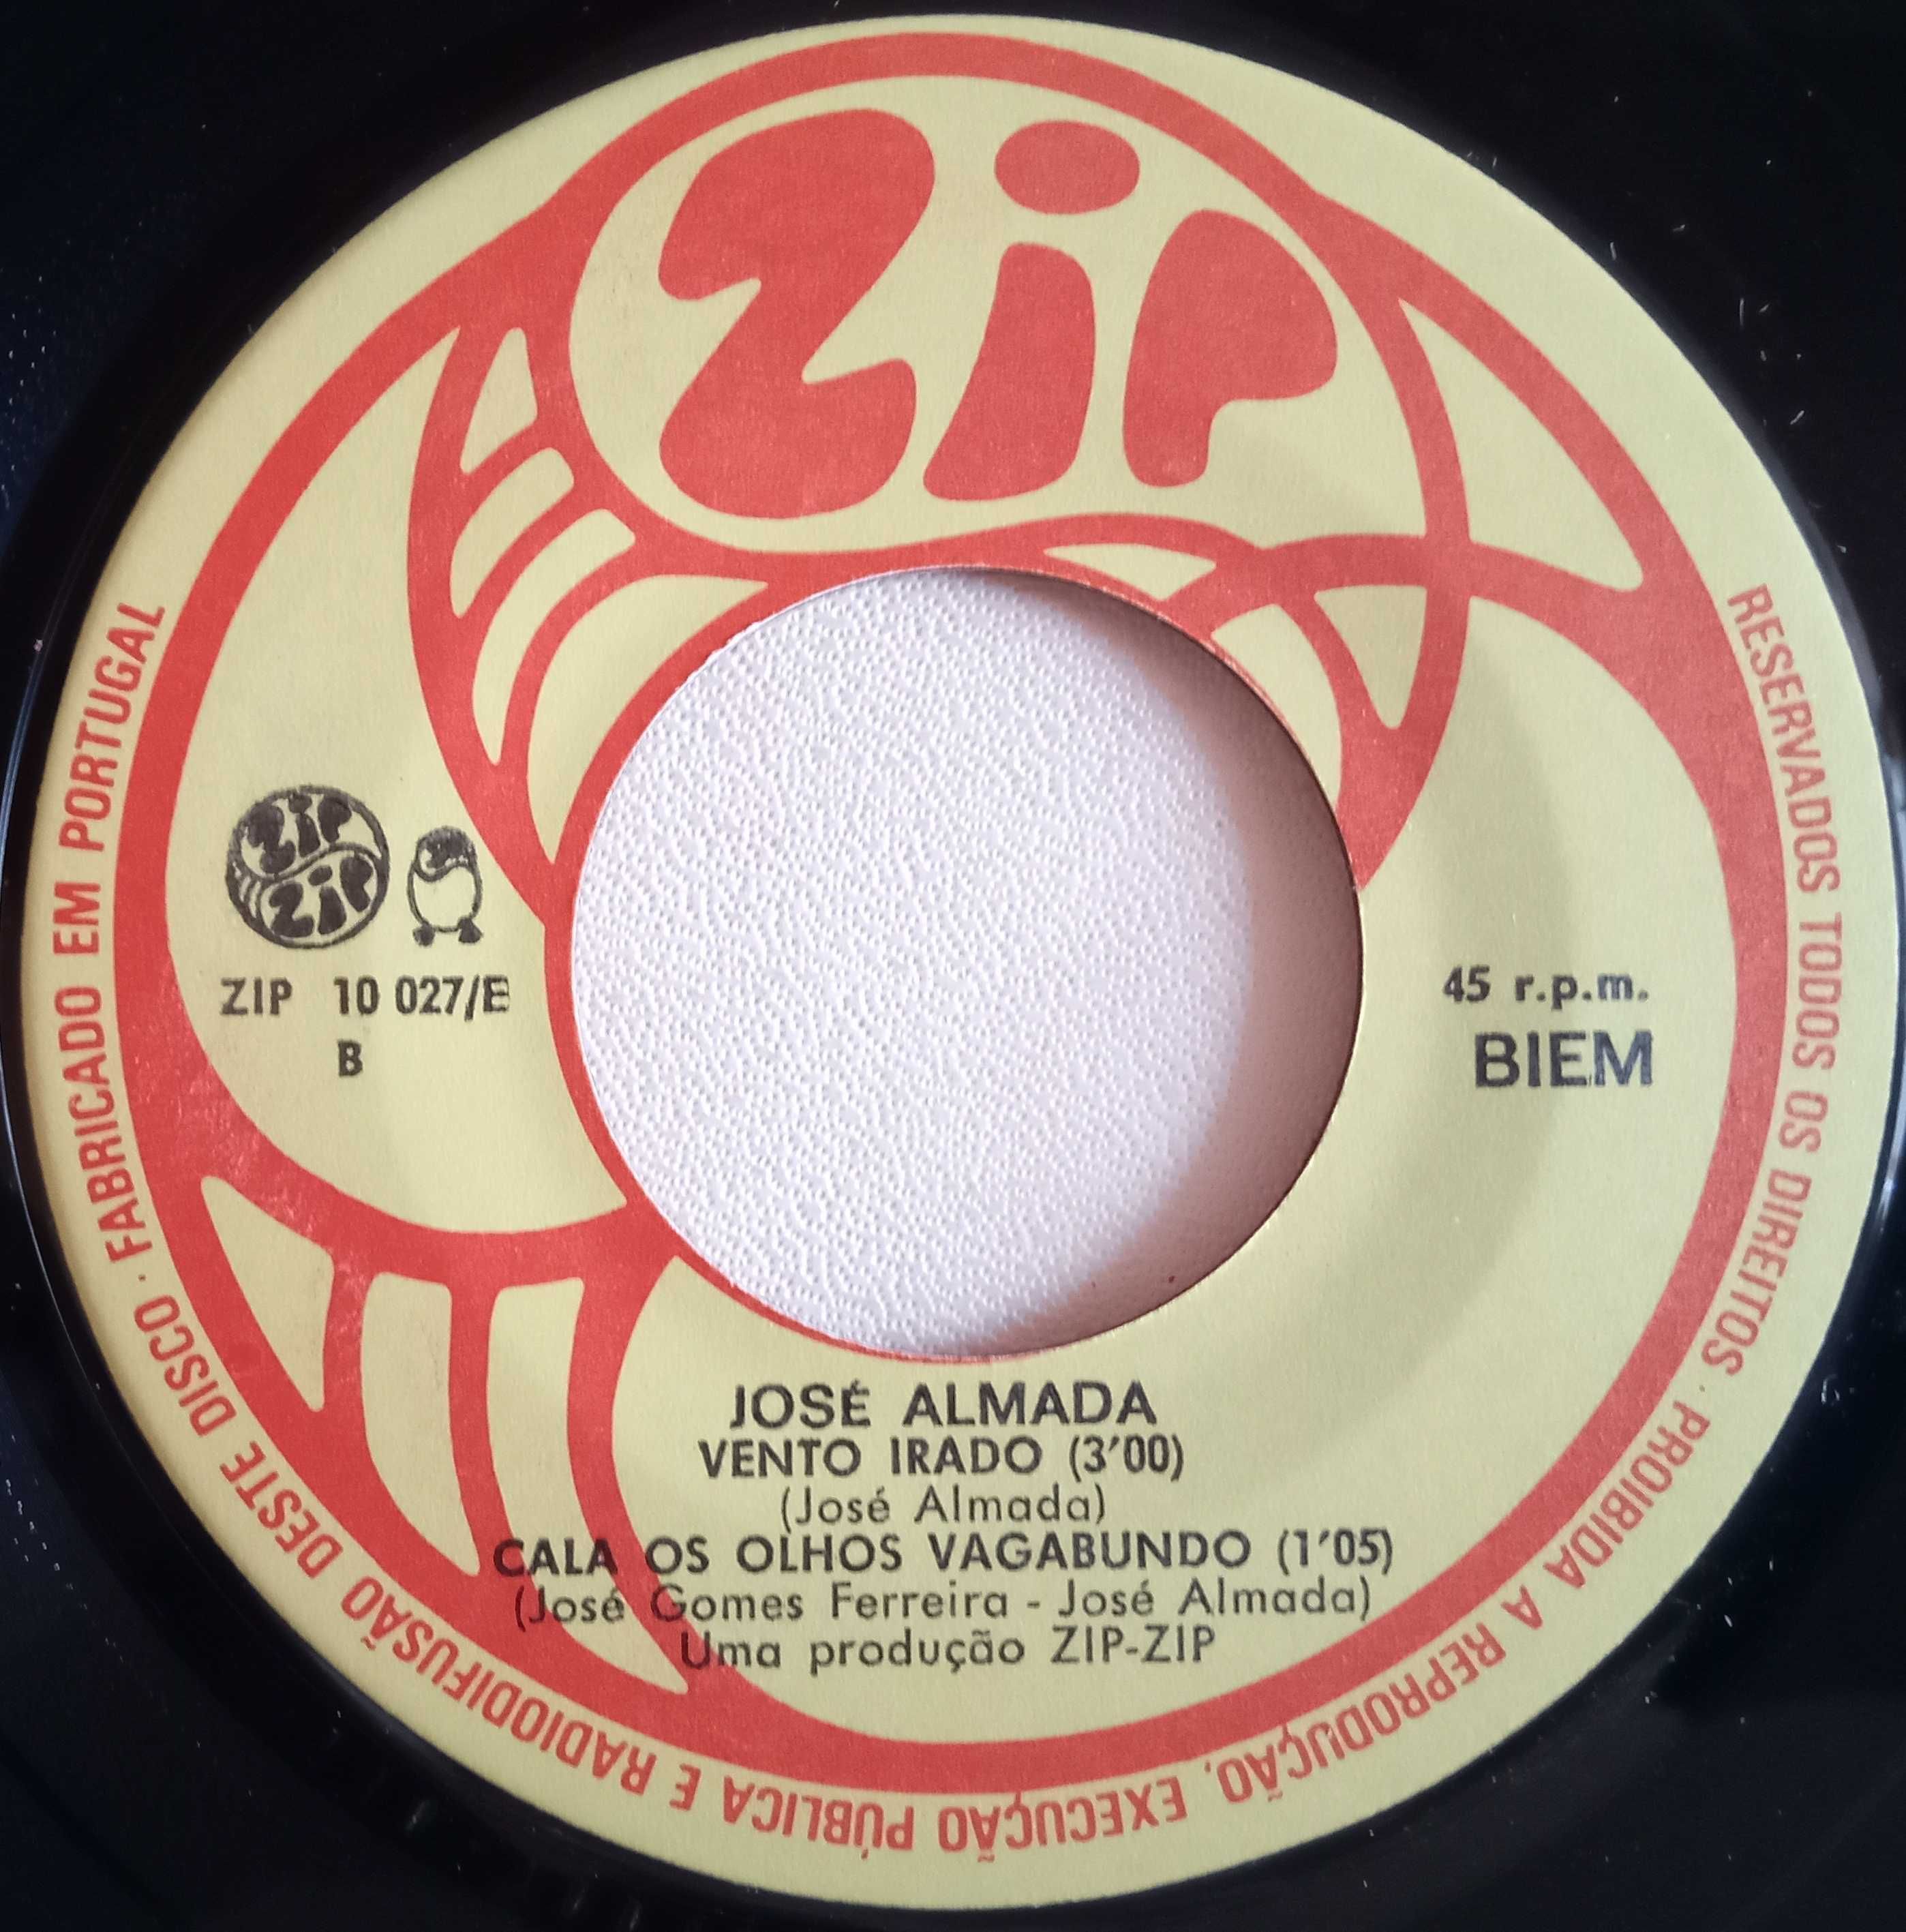 Zip
Zip
Zip
ZIP 10 027/E
B
45 r.p.m.
BIEM
JOSÉ ALMADA
VENTO IRADO (3'00)
(José Almada)
CALA OS OLHOS VAGABUNDO (1'05)
(José Gomes Ferreira - José Almada)
Uma produção ZIP-ZIP
RESERVADOS TODOS OS DIREITOS · PROIBIDA A REPRODUÇÃO, EXECUÇÃO PÚBLICA E RADIODIFUSÃO DESTE DISCO · FABRICADO EM PORTUGAL